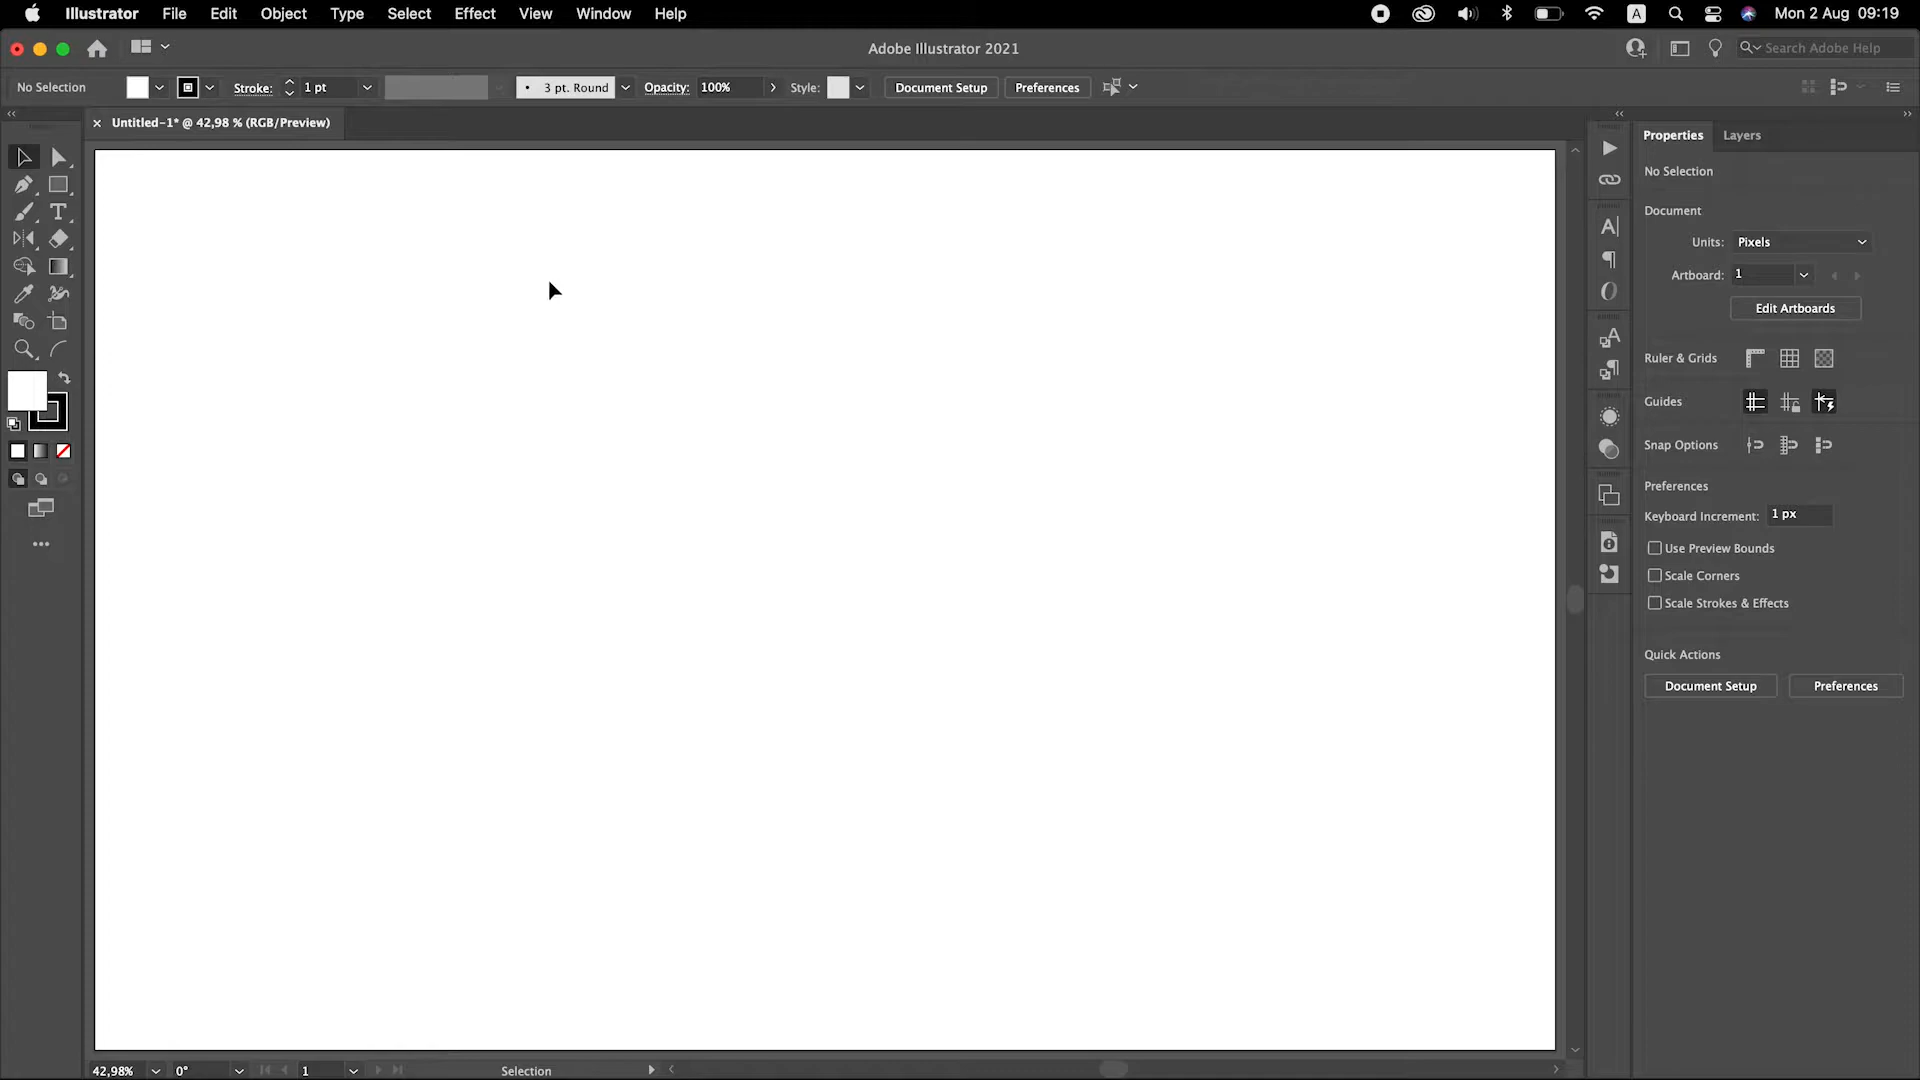 Illustrator File Edit Object Type Select Effect View Window Help A Mon 2 Aug 09:19
Adobe Illustrator 2021 Search Adobe Help
No Selection Stroke: 1 pt 3 pt. Round Opacity: 100% Style: Document Setup Preferences
Untitled-1* @ 42,98 % (RGB/Preview)
Properties Layers
No Selection
Document
Units: Pixels
Artboard: 1
Edit Artboards
Ruler & Grids
Guides
Snap Options
Preferences
Keyboard Increment: 1 px
Use Preview Bounds
Scale Corners
Scale Strokes & Effects
Quick Actions
Document Setup Preferences
42,98% 0° 1 Selection